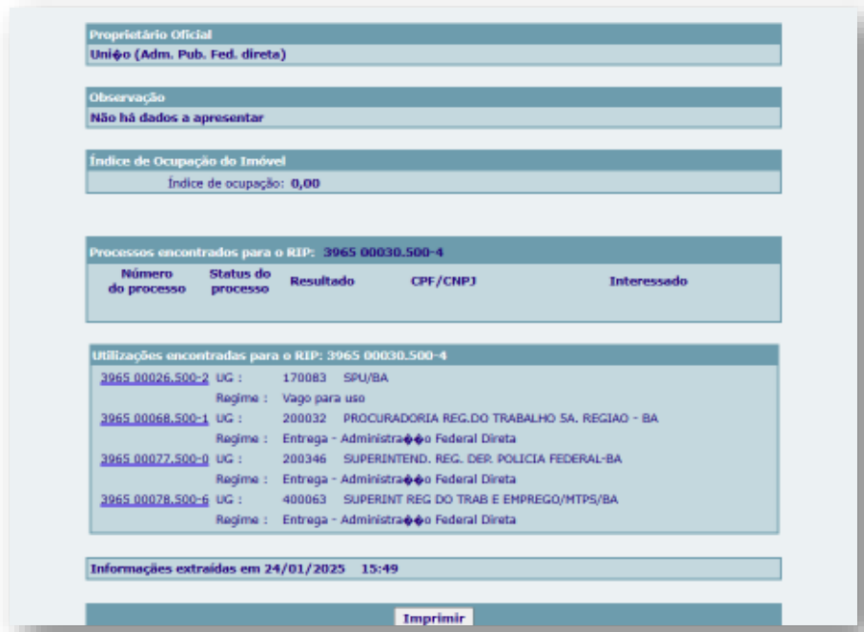 Proprietário Oficial
Uni�o (Adm. Pub. Fed. direta)
Observação
Não há dados a apresentar
Índice de Ocupação do Imóvel
Índice de ocupação: 0,00
Processos encontrados para o RIP: 3965 00030.500-4
Número do processo Status do processo Resultado CPF/CNPJ Interessado
Utilizações encontradas para o RIP: 3965 00030.500-4
3965 00026.500-2 UG : 170083 SPU/BA
Regime : Vago para uso
3965 00068.500-1 UG : 200032 PROCURADORIA REG.DO TRABALHO 5A. REGIAO - BA
Regime : Entrega - Administra��o Federal Direta
3965 00077.500-0 UG : 200346 SUPERINTEND. REG. DEP. POLICIA FEDERAL-BA
Regime : Entrega - Administra��o Federal Direta
3965 00078.500-6 UG : 400063 SUPERINT REG DO TRAB E EMPREGO/MTPS/BA
Regime : Entrega - Administra��o Federal Direta
Informações extraídas em 24/01/2025 15:49
Imprimir